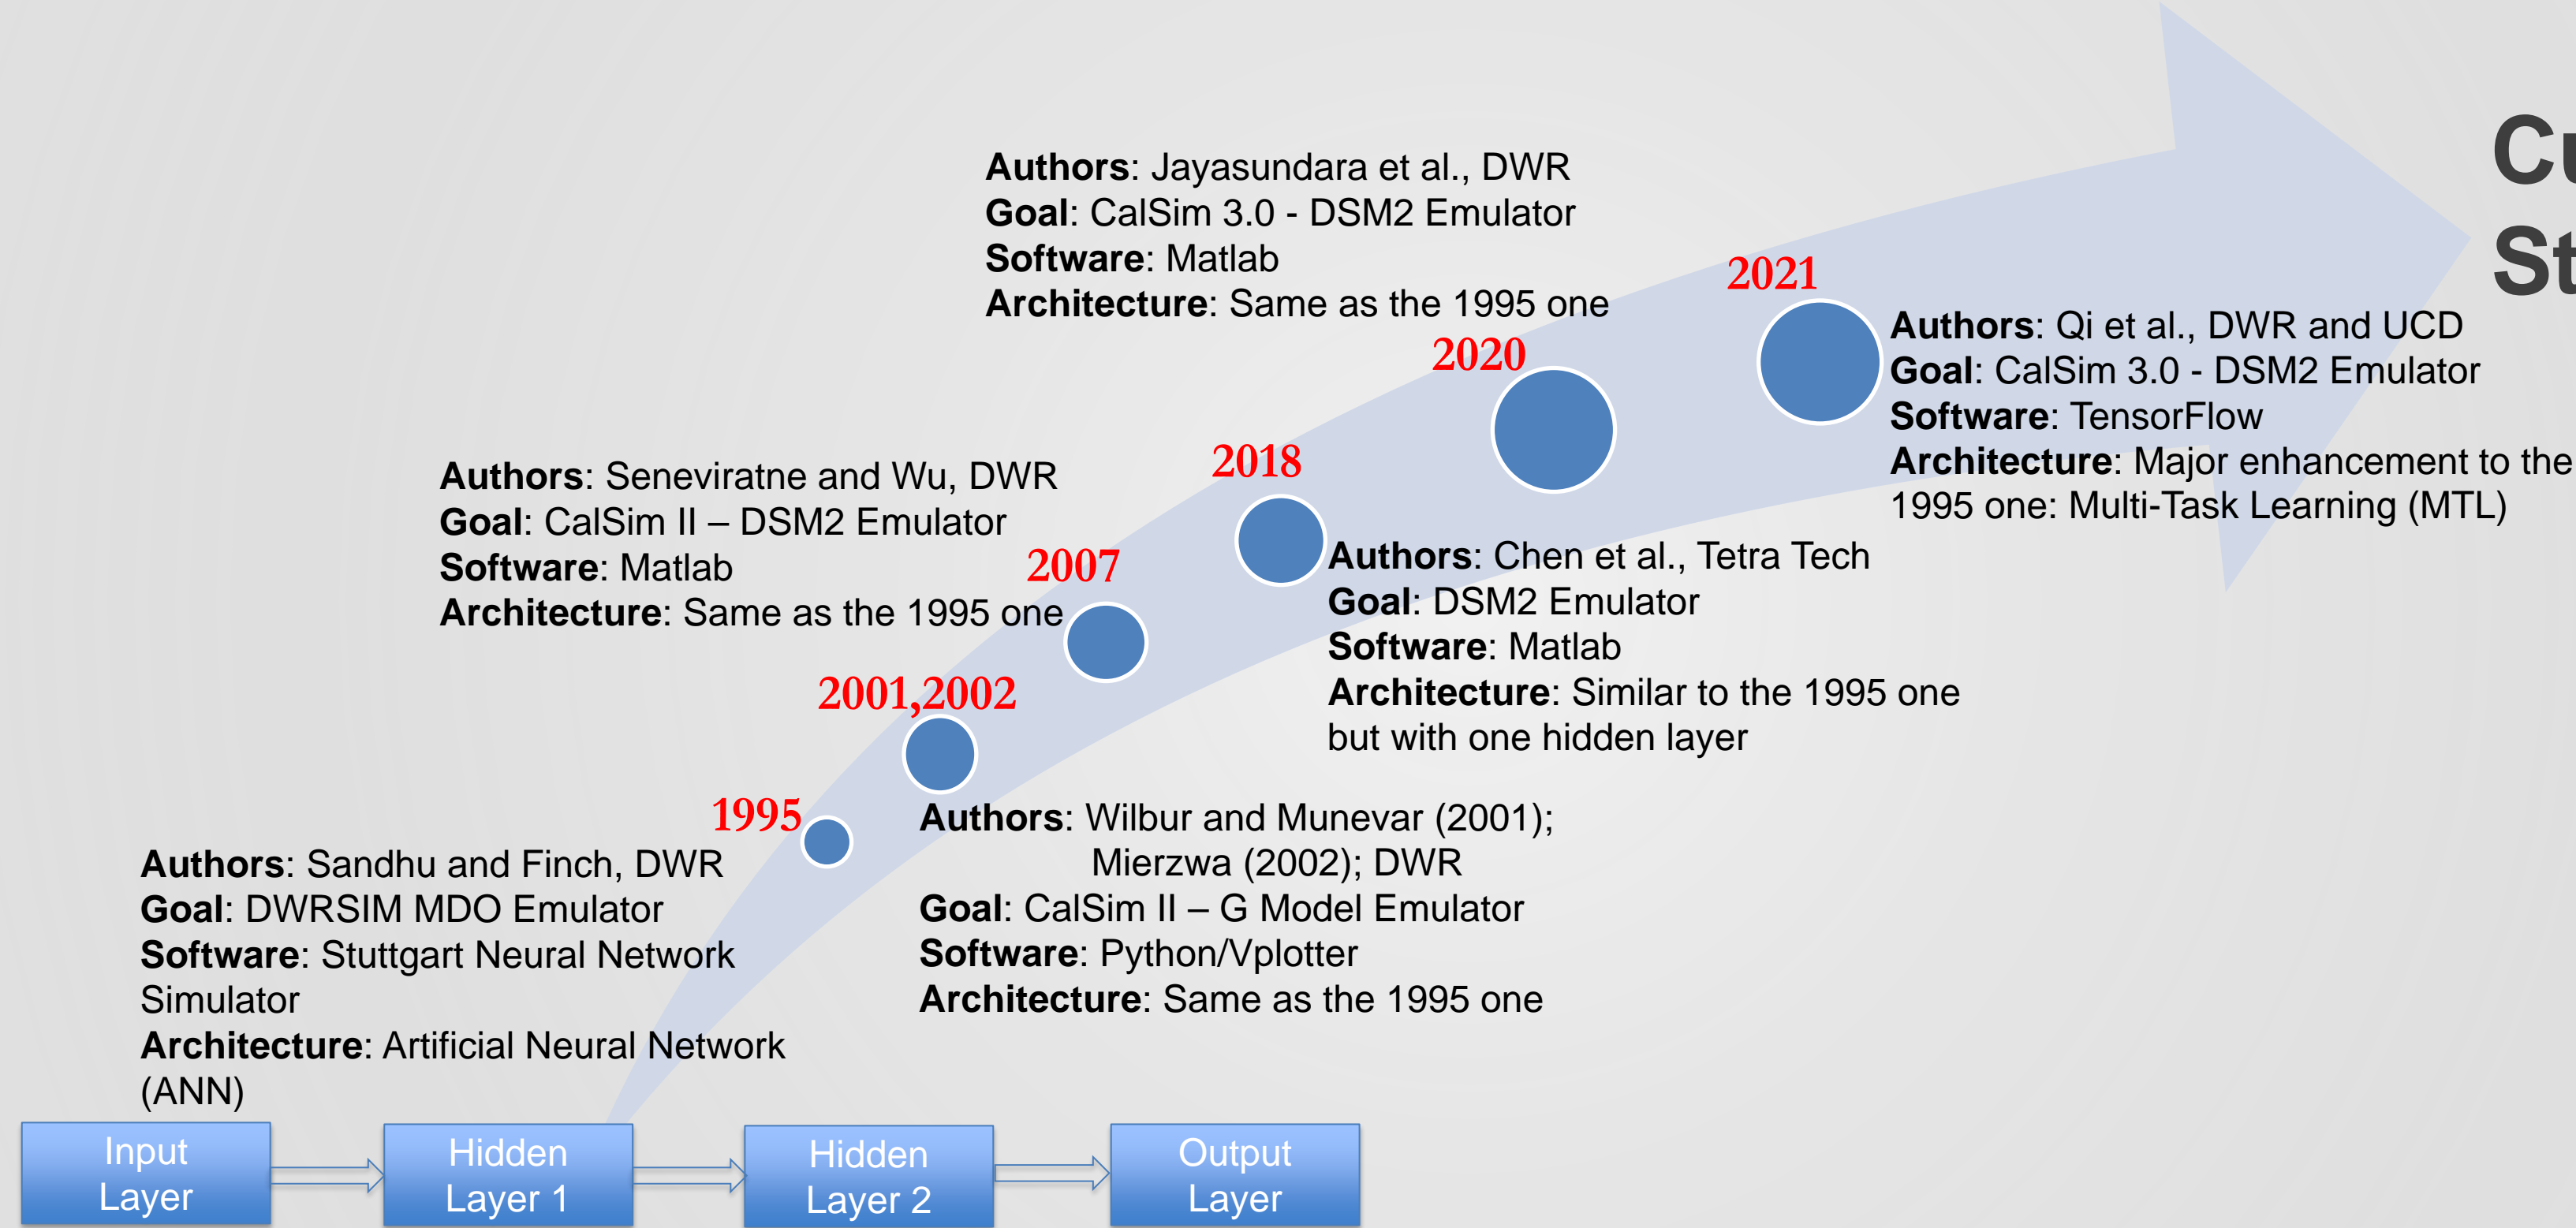 Cu
St
Authors: Jayasundara et al., DWR
Goal: CalSim 3.0 - DSM2 Emulator
Software: Matlab
Architecture: Same as the 1995 one
2021
Authors: Qi et al., DWR and UCD
Goal: CalSim 3.0 - DSM2 Emulator
Software: TensorFlow
Architecture: Major enhancement to the
1995 one: Multi-Task Learning (MTL)
2020
2018
Authors: Seneviratne and Wu, DWR
Goal: CalSim II – DSM2 Emulator
Software: Matlab
Architecture: Same as the 1995 one
2007
Authors: Chen et al., Tetra Tech
Goal: DSM2 Emulator
Software: Matlab
Architecture: Similar to the 1995 one
but with one hidden layer
2001,2002
1995
Authors: Wilbur and Munevar (2001);
Mierzwa (2002); DWR
Goal: CalSim II – G Model Emulator
Software: Python/Vplotter
Architecture: Same as the 1995 one
Authors: Sandhu and Finch, DWR
Goal: DWRSIM MDO Emulator
Software: Stuttgart Neural Network
Simulator
Architecture: Artificial Neural Network
(ANN)
Input
Layer
Hidden
Layer 1
Hidden
Layer 2
Output
Layer